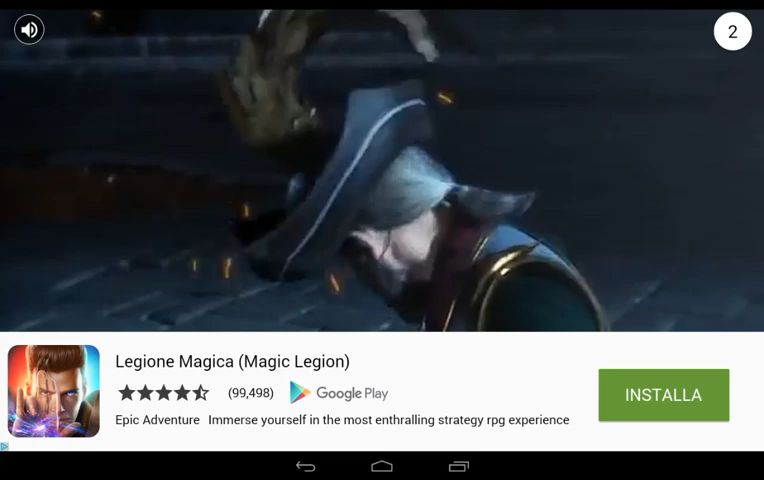 2
Legione Magica (Magic Legion)
(99,498) Google Play
Epic Adventure Immerse yourself in the most enthralling strategy rpg experience
INSTALLA